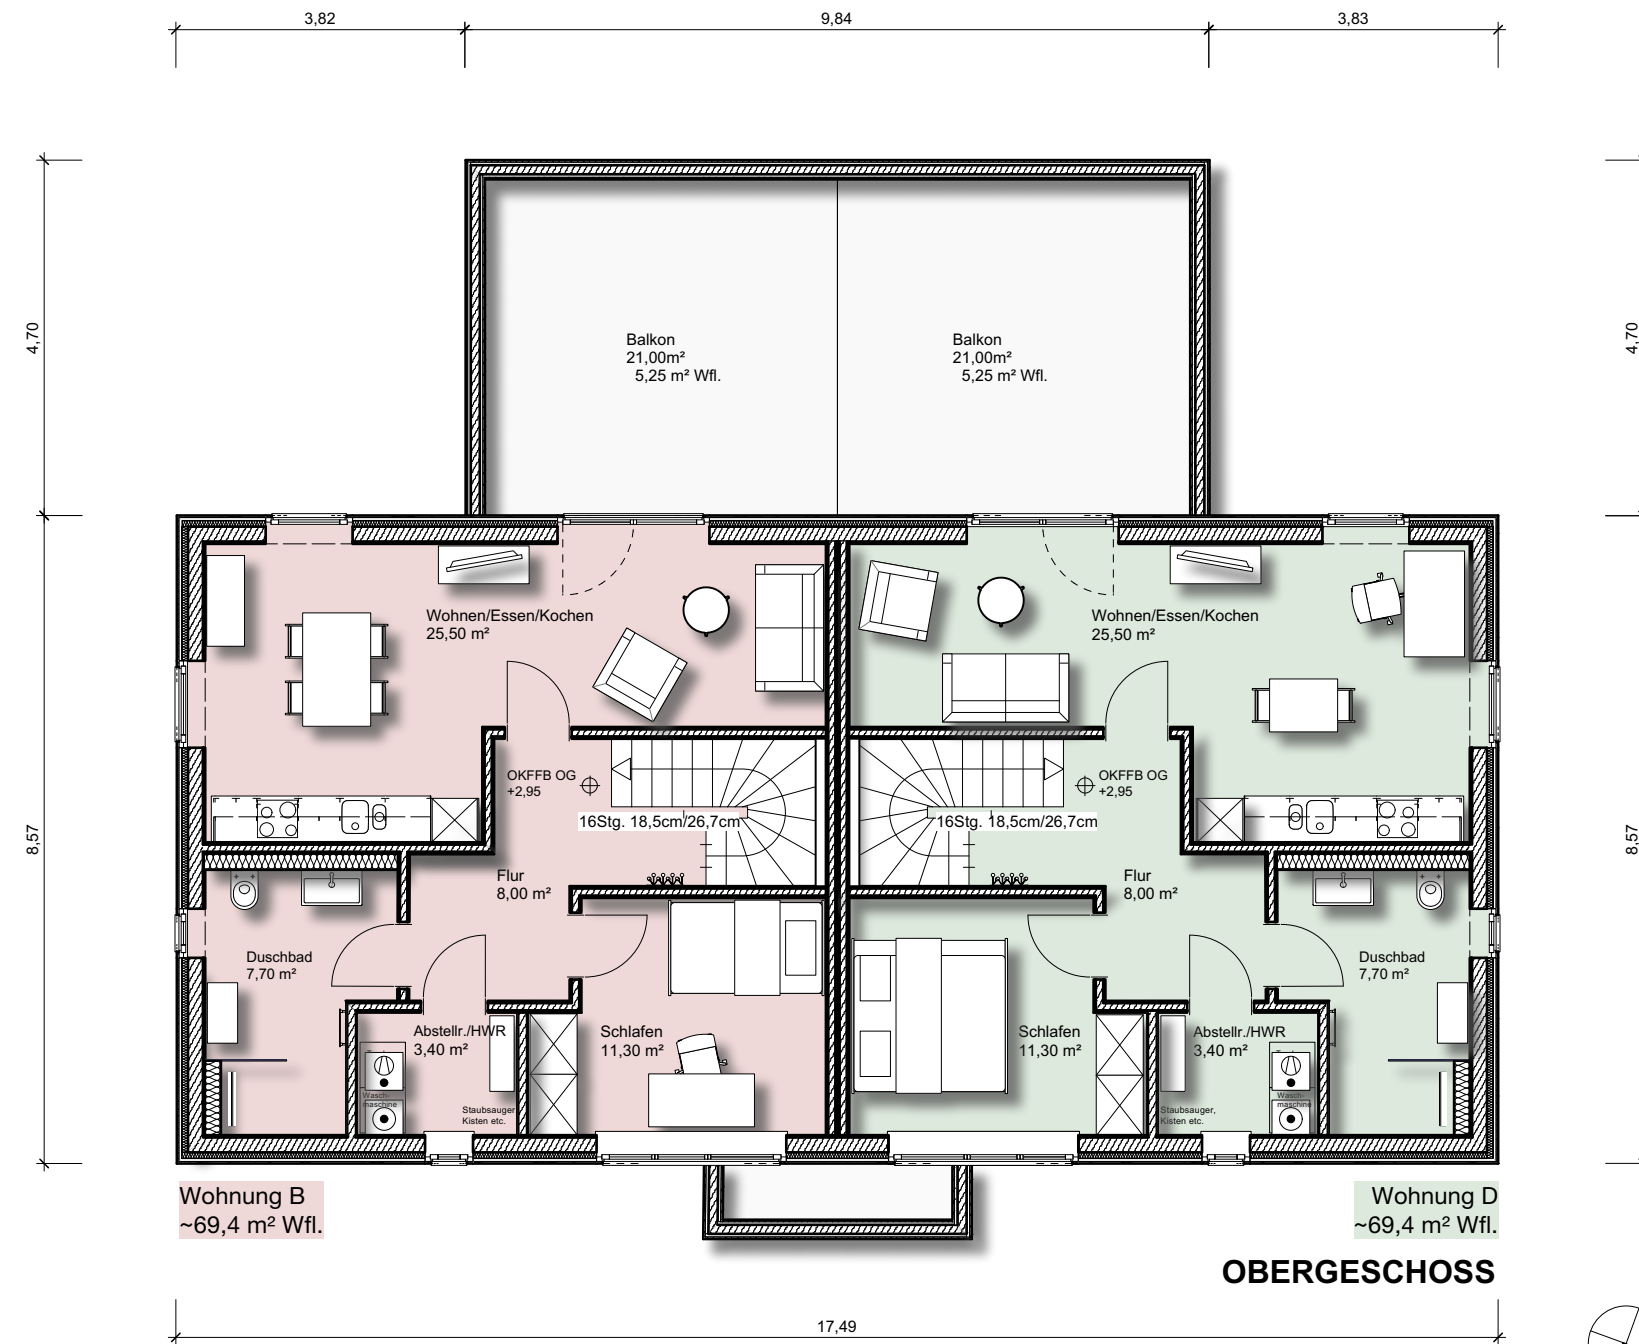 3,82
9,84
3,83
4,70
4,70
Balkon
21,00m²
5,25 m² Wfl.
Balkon
21,00m²
5,25 m² Wfl.
8,57
8,57
Wohnen/Essen/Kochen
25,50 m²
Wohnen/Essen/Kochen
25,50 m²
OKFFB OG
+2,95
OKFFB OG
+2,95
16Stg. 18,5cm/26,7cm
16Stg. 18,5cm/26,7cm
Flur
8,00 m²
Flur
8,00 m²
Duschbad
7,70 m²
Duschbad
7,70 m²
Abstellr./HWR
3,40 m²
Schlafen
11,30 m²
Schlafen
11,30 m²
Abstellr./HWR
3,40 m²
Wasch-
maschine
Staubsauger,
Kisten etc.
Staubsauger,
Kisten etc.
Wasch-
maschine
Wohnung B
~69,4 m² Wfl.
Wohnung D
~69,4 m² Wfl.
OBERGESCHOSS
17,49